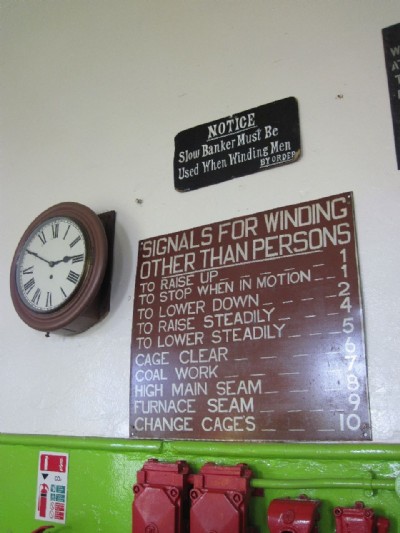 NOTICE
Slow Banker Must Be
Used When Winding Men
BY ORDER
"SIGNALS FOR WINDING"
OTHER THAN PERSONS
TO RAISE UP 1
TO STOP WHEN IN MOTION 1
TO LOWER DOWN 2
TO RAISE STEADILY 4
TO LOWER STEADILY 5
CAGE CLEAR 6
COAL WORK 7
HIGH MAIN SEAM 8
FURNACE SEAM 9
CHANGE CAGE'S 10